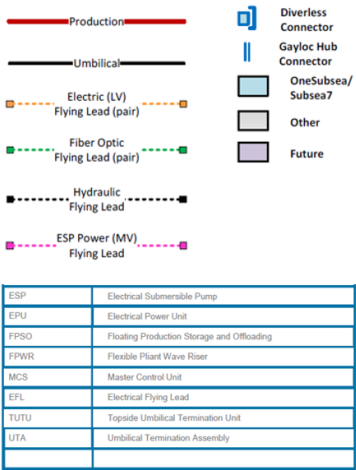 Production
Umbilical
Electric (LV)
Flying Lead (pair)
Fiber Optic
Flying Lead (pair)
Hydraulic
Flying Lead
ESP Power (MV)
Flying Lead
Diverless
Connector
Gayloc Hub
Connector
OneSubsea/
Subsea7
Other
Future
ESP Electrical Submersible Pump
EPU Electrical Power Unit
FPSO Floating Production Storage and Offloading
FPWR Flexible Pliant Wave Riser
MCS Master Control Unit
EFL Electrical Flying Lead
TUTU Topside Umbilical Termination Unit
UTA Umbilical Termination Assembly